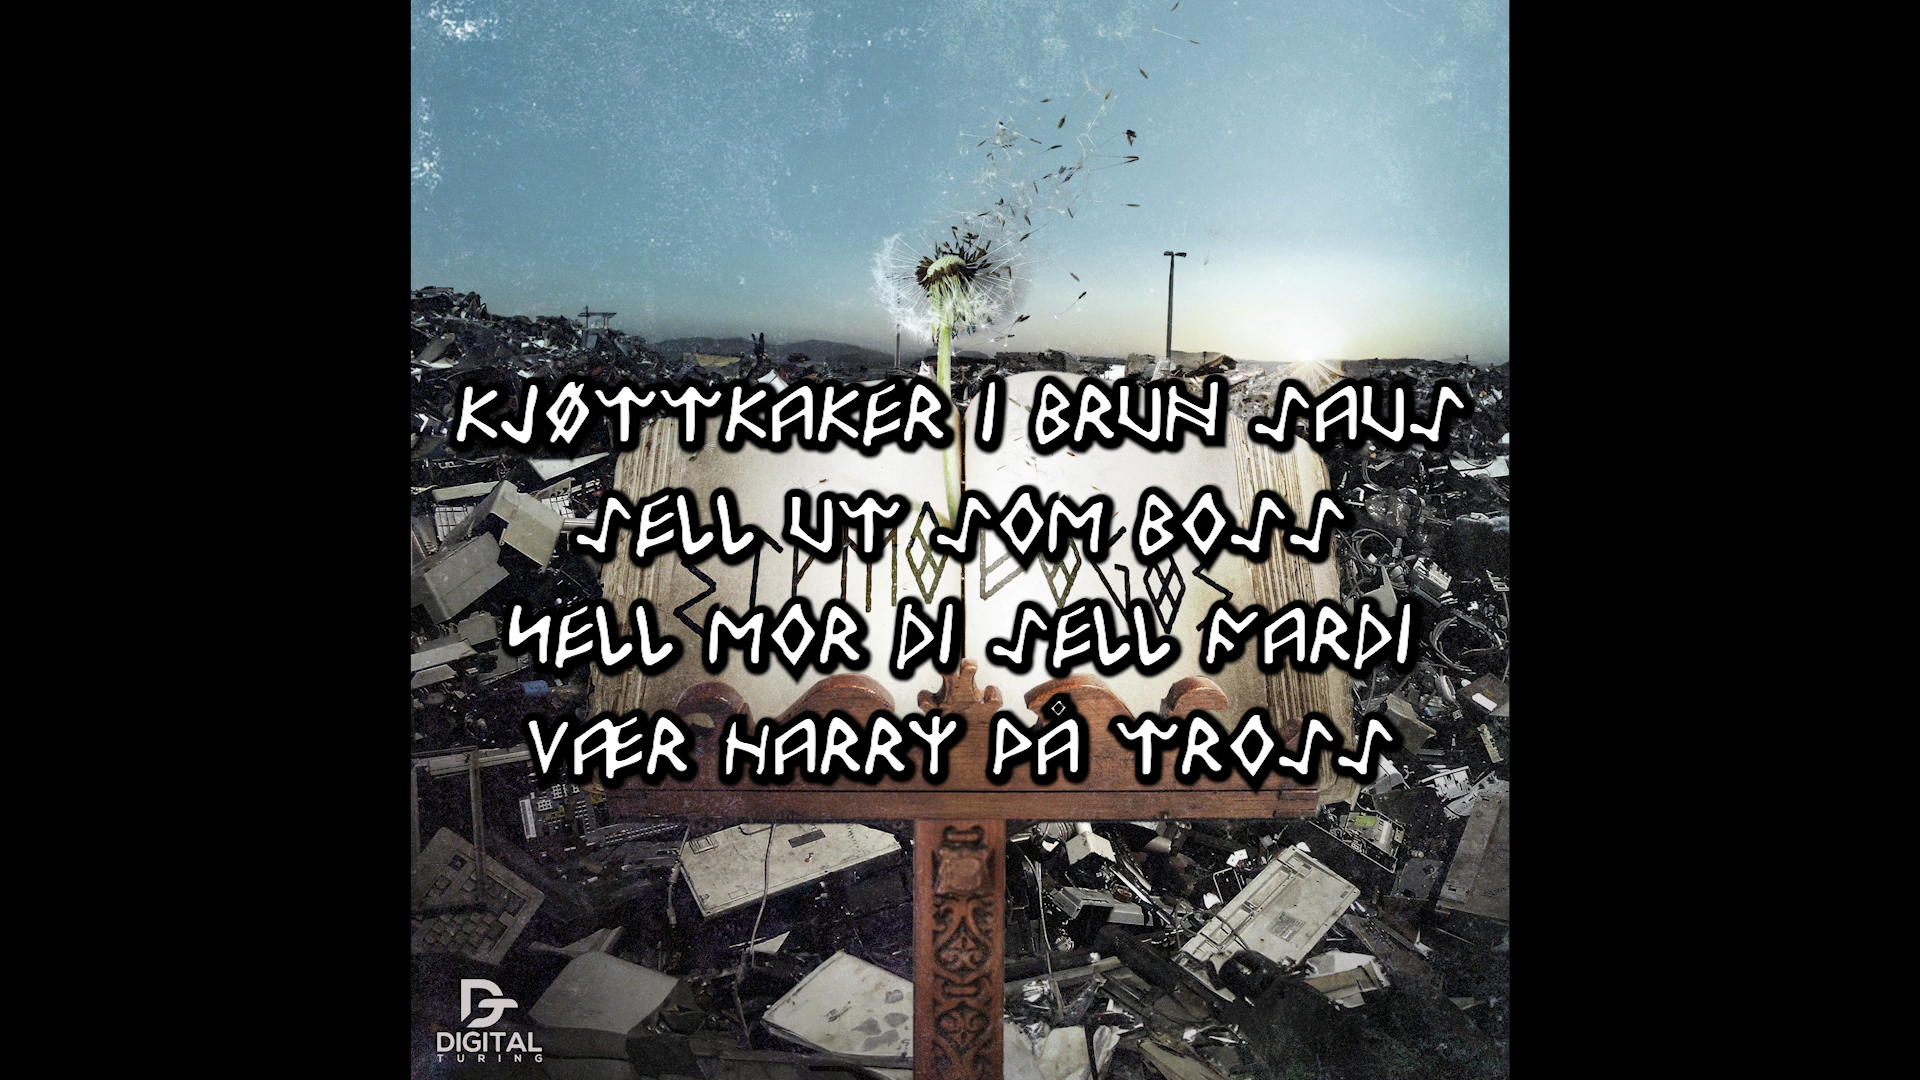 KJØTTKAKER I BRUN SAUS
SELL UT SOM BOSS
SELL MOR DI SELL FARDI
VÆR HARRY PÅ TROSS
DIGITAL
TURING